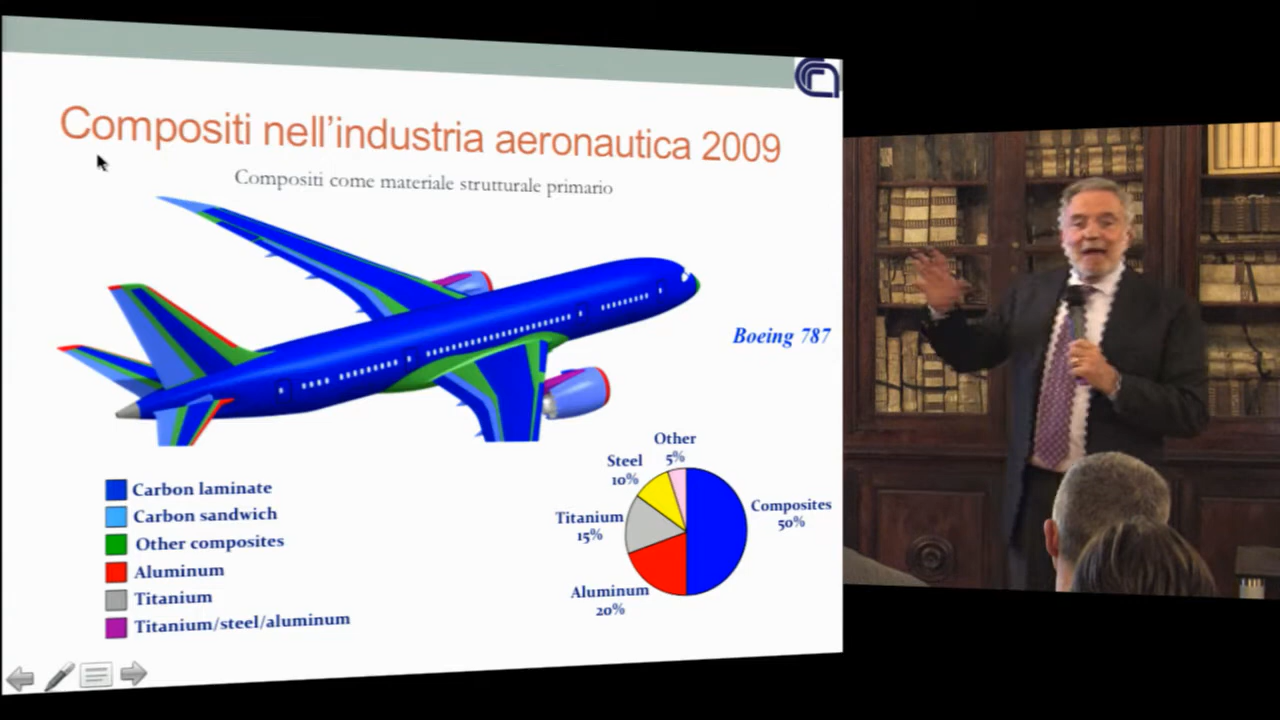 Compositi nell'industria aeronautica 2009
Compositi come materiale strutturale primario
Boeing 787
Carbon laminate
Carbon sandwich
Other composites
Aluminum
Titanium
Titanium/steel/aluminum
Other
5%
Steel
10%
Composites
50%
Titanium
15%
Aluminum
20%